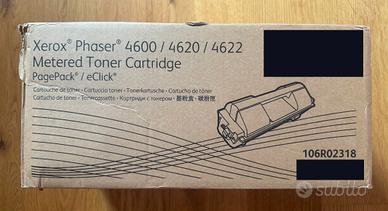 Xerox® Phaser® 4600 / 4620 / 4622
Metered Toner Cartridge
PagePack® / eClick®
Cartouche de toner • Cartuccia toner • Tonerkartusche • Cartucho de tóner
Cartucho de toner • Tonercassette • Картридж с тонером • 墨粉盒 • 碳粉匣
106R02318
subito